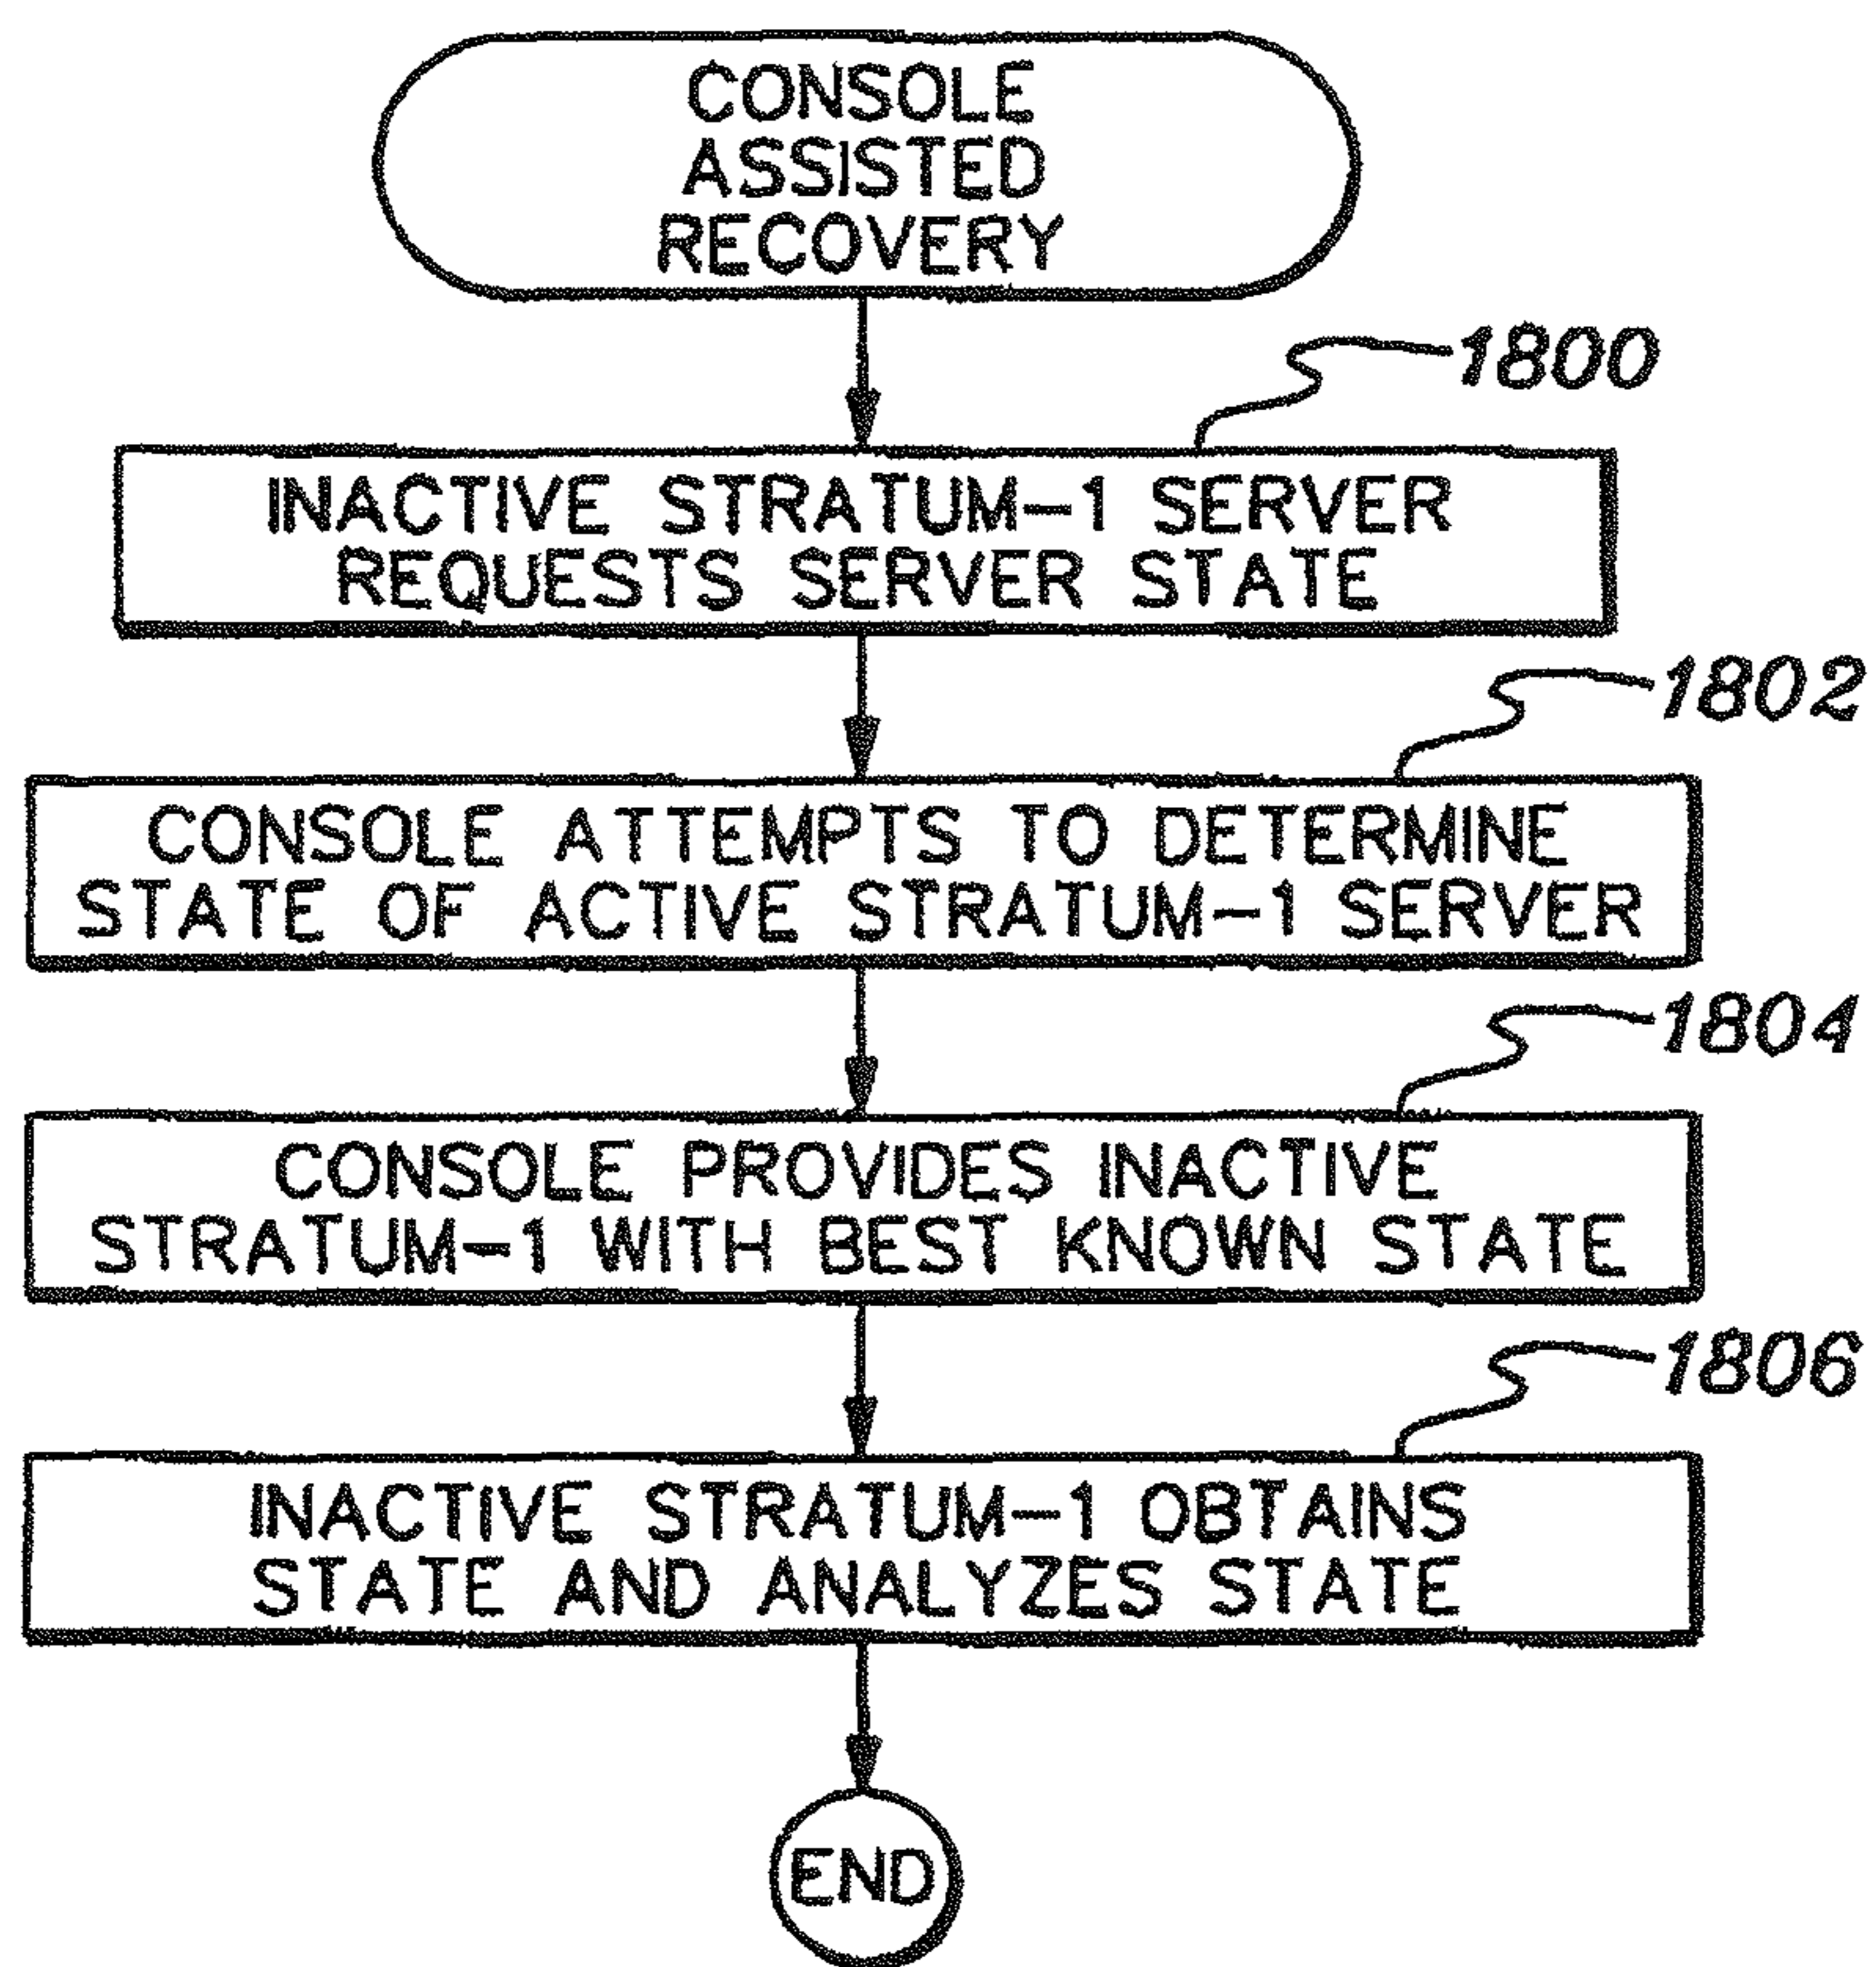 CONSOLE
ASSISTED
RECOVERY
1800
INACTIVE STRATUM-1 SERVER
REQUESTS SERVER STATE
1802
CONSOLE ATTEMPTS TO DETERMINE
STATE OF ACTIVE STRATUM-1 SERVER
1804
CONSOLE PROVIDES INACTIVE
STRATUM-1 WITH BEST KNOWN STATE
1806
INACTIVE STRATUM-1 OBTAINS
STATE AND ANALYZES STATE
END